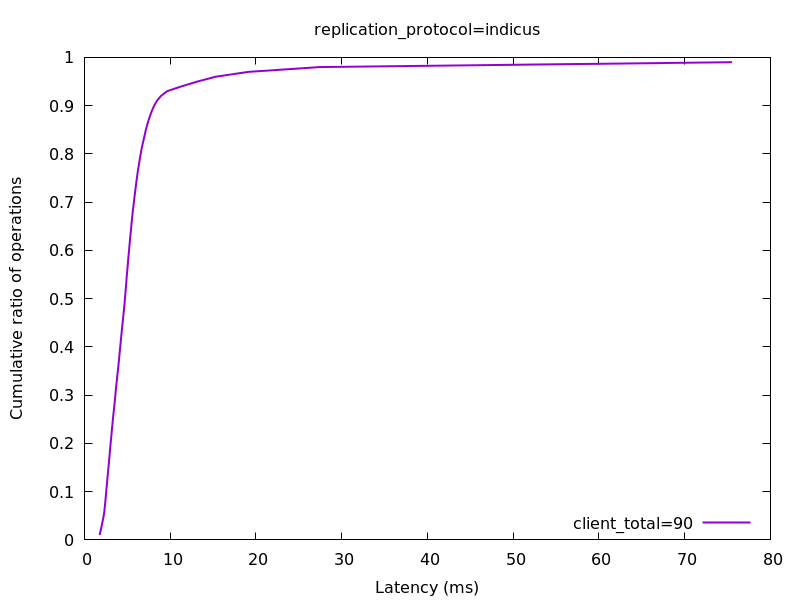 replication_protocol=indicus
1
0.9
0.8
0.7
0.6
0.5
0.4
0.3
0.2
0.1
0
Cumulative ratio of operations
client_total=90
0 10 20 30 40 50 60 70 80
Latency (ms)